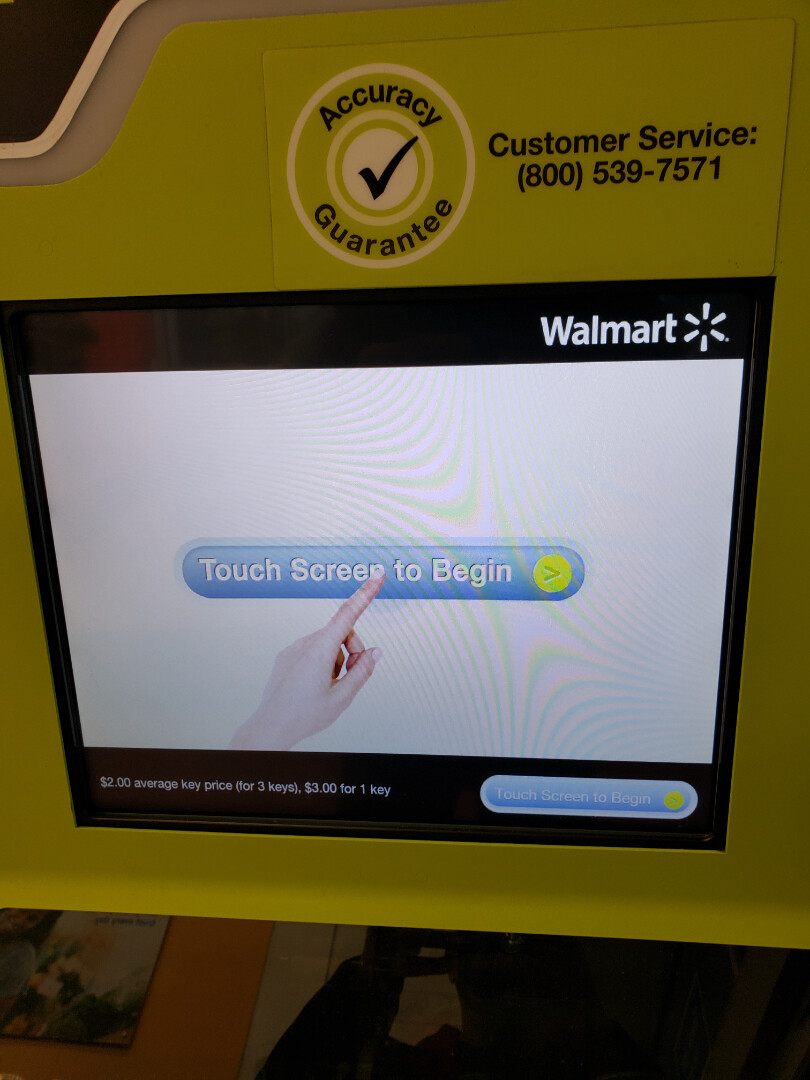 Accuracy
Guarantee
Customer Service:
(800) 539-7571
Walmart
Touch Screen to Begin >
$2.00 average key price (for 3 keys), $3.00 for 1 key
Touch Screen to Begin >